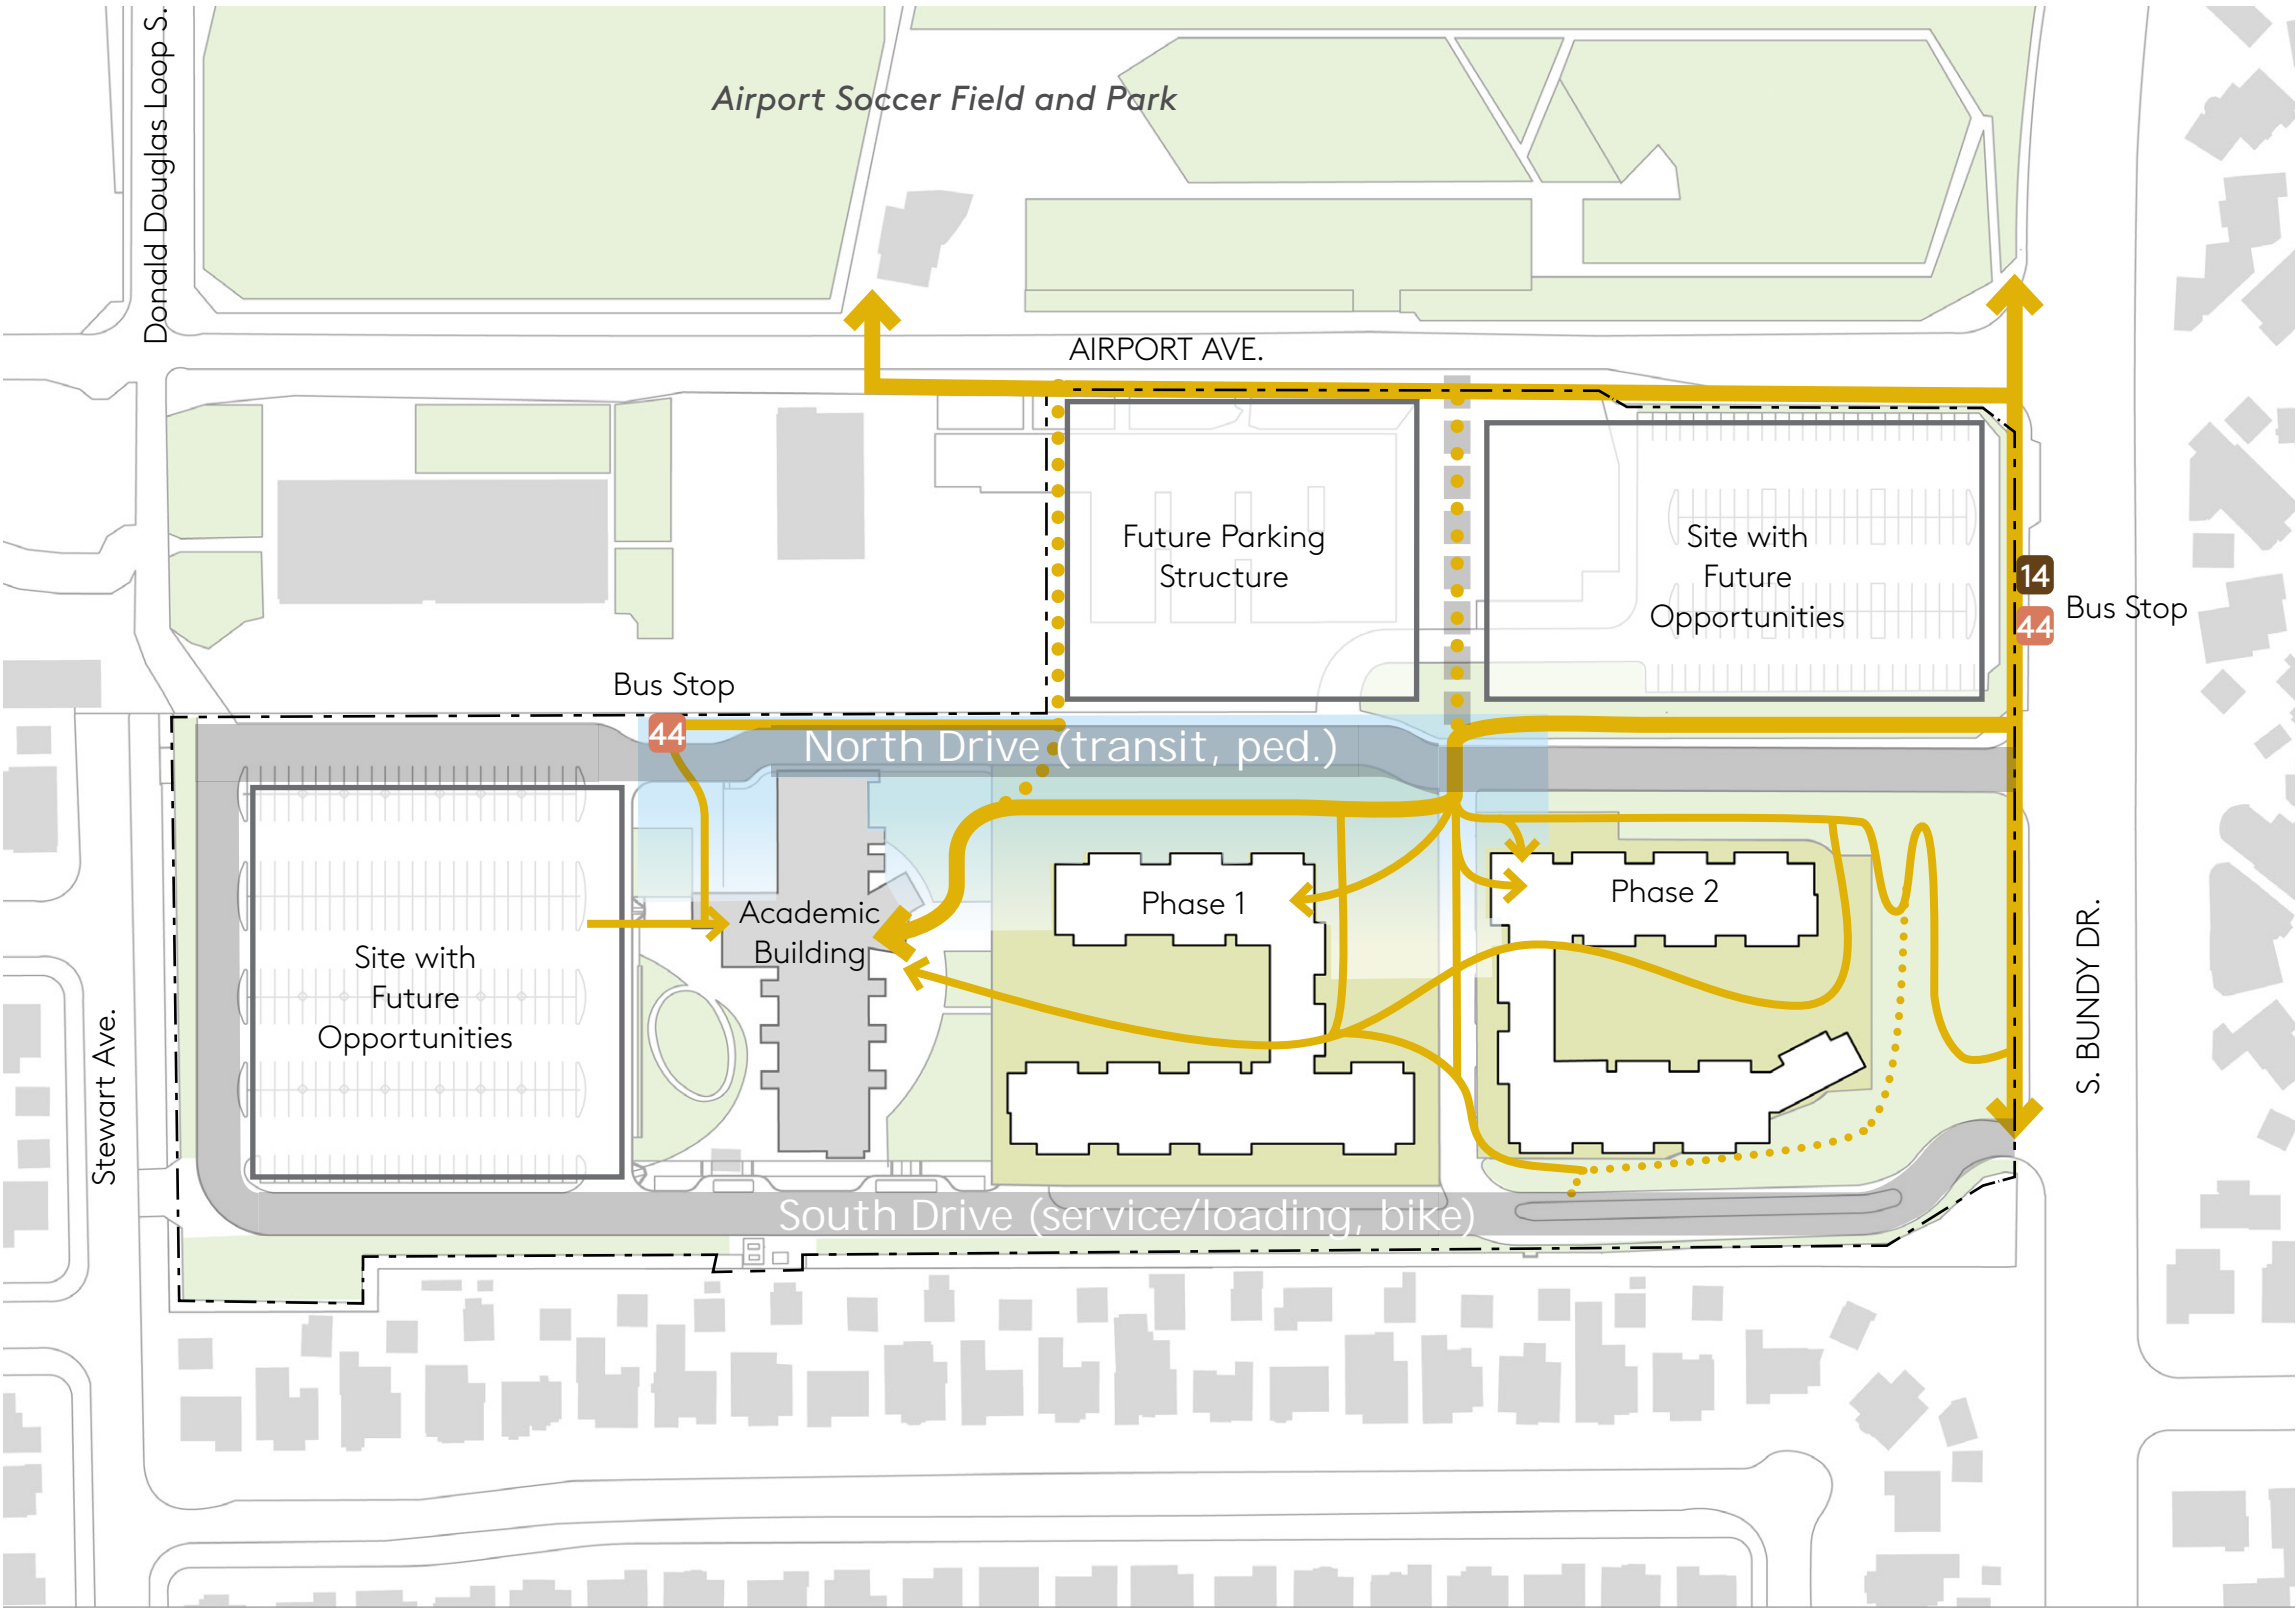 Donald Douglas Loop S.
Airport Soccer Field and Park
AIRPORT AVE.
Future Parking
Structure
Site with
Future
Opportunities
14
44
Bus Stop
Bus Stop
44
North Drive (transit, ped.)
Academic
Building
Phase 1
Phase 2
Site with
Future
Opportunities
Stewart Ave.
S. BUNDY DR.
South Drive (service/loading, bike)